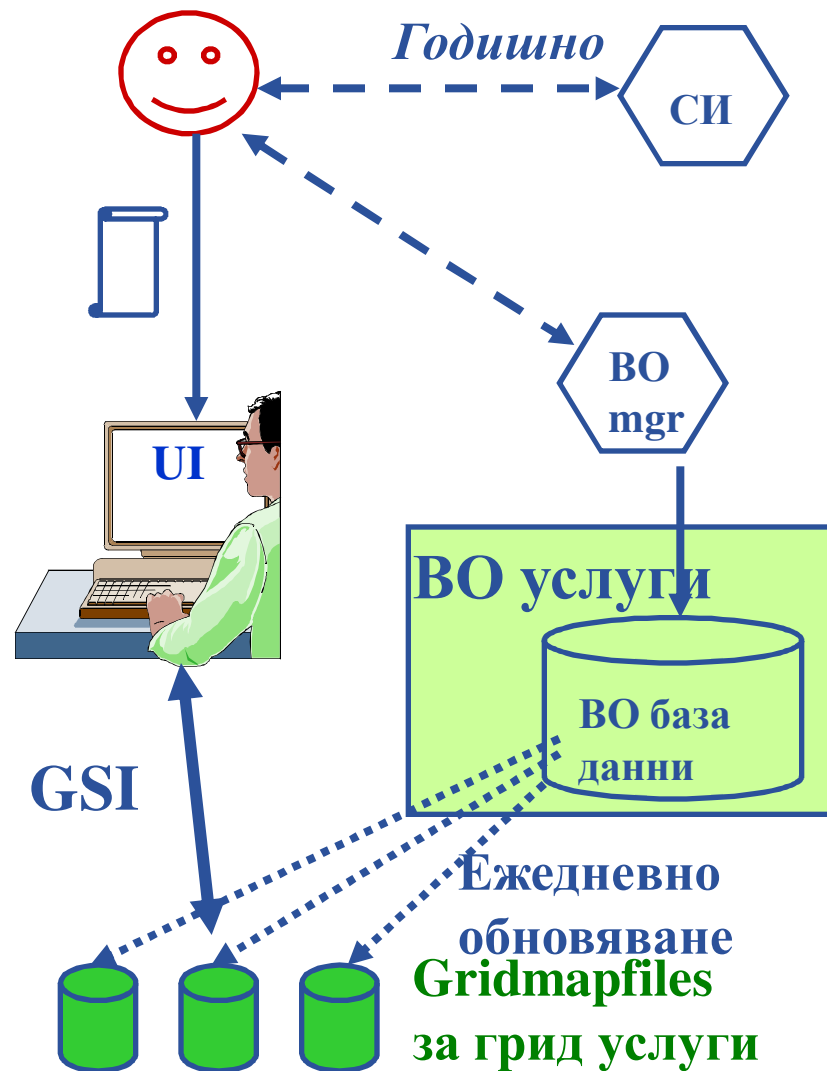 Годишно
СИ
ВО
mgr
UI
ВО услуги
ВО база
данни
GSI
Ежедневно
обновяване
Gridmapfiles
за грид услуги